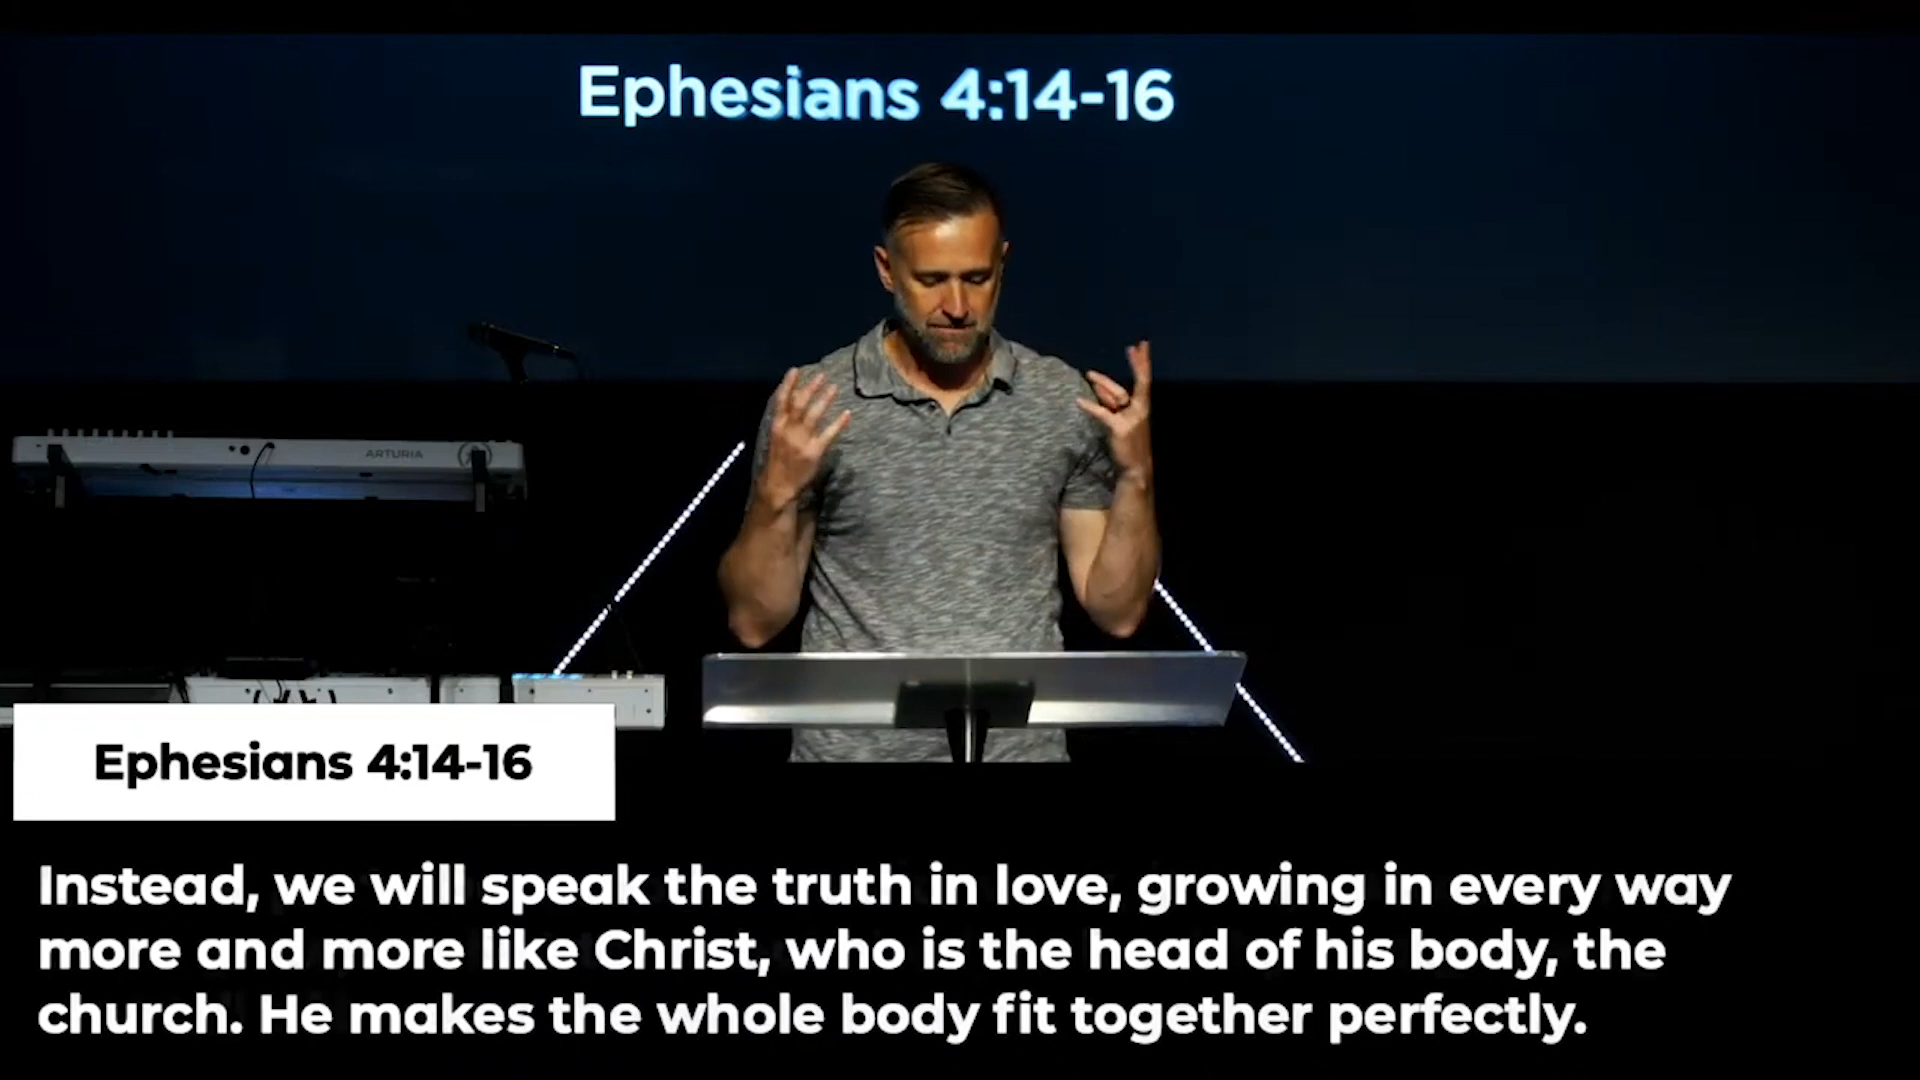 Ephesians 4:14-16
ARTURIA
Ephesians 4:14-16
Instead, we will speak the truth in love, growing in every way
more and more like Christ, who is the head of his body, the
church. He makes the whole body fit together perfectly.